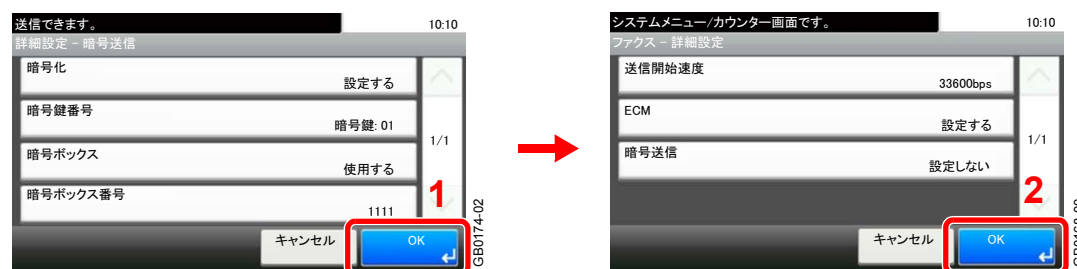 送信できます。
10:10
詳細設定 - 暗号送信
暗号化
設定する
暗号鍵番号
暗号鍵: 01
1/1
暗号ボックス
使用する
暗号ボックス番号
1111
1
キャンセル
OK
GB0174-02
システムメニュー/カウンター画面です。
10:10
ファクス - 詳細設定
送信開始速度
33600bps
ECM
設定する
1/1
暗号送信
設定しない
2
キャンセル
OK